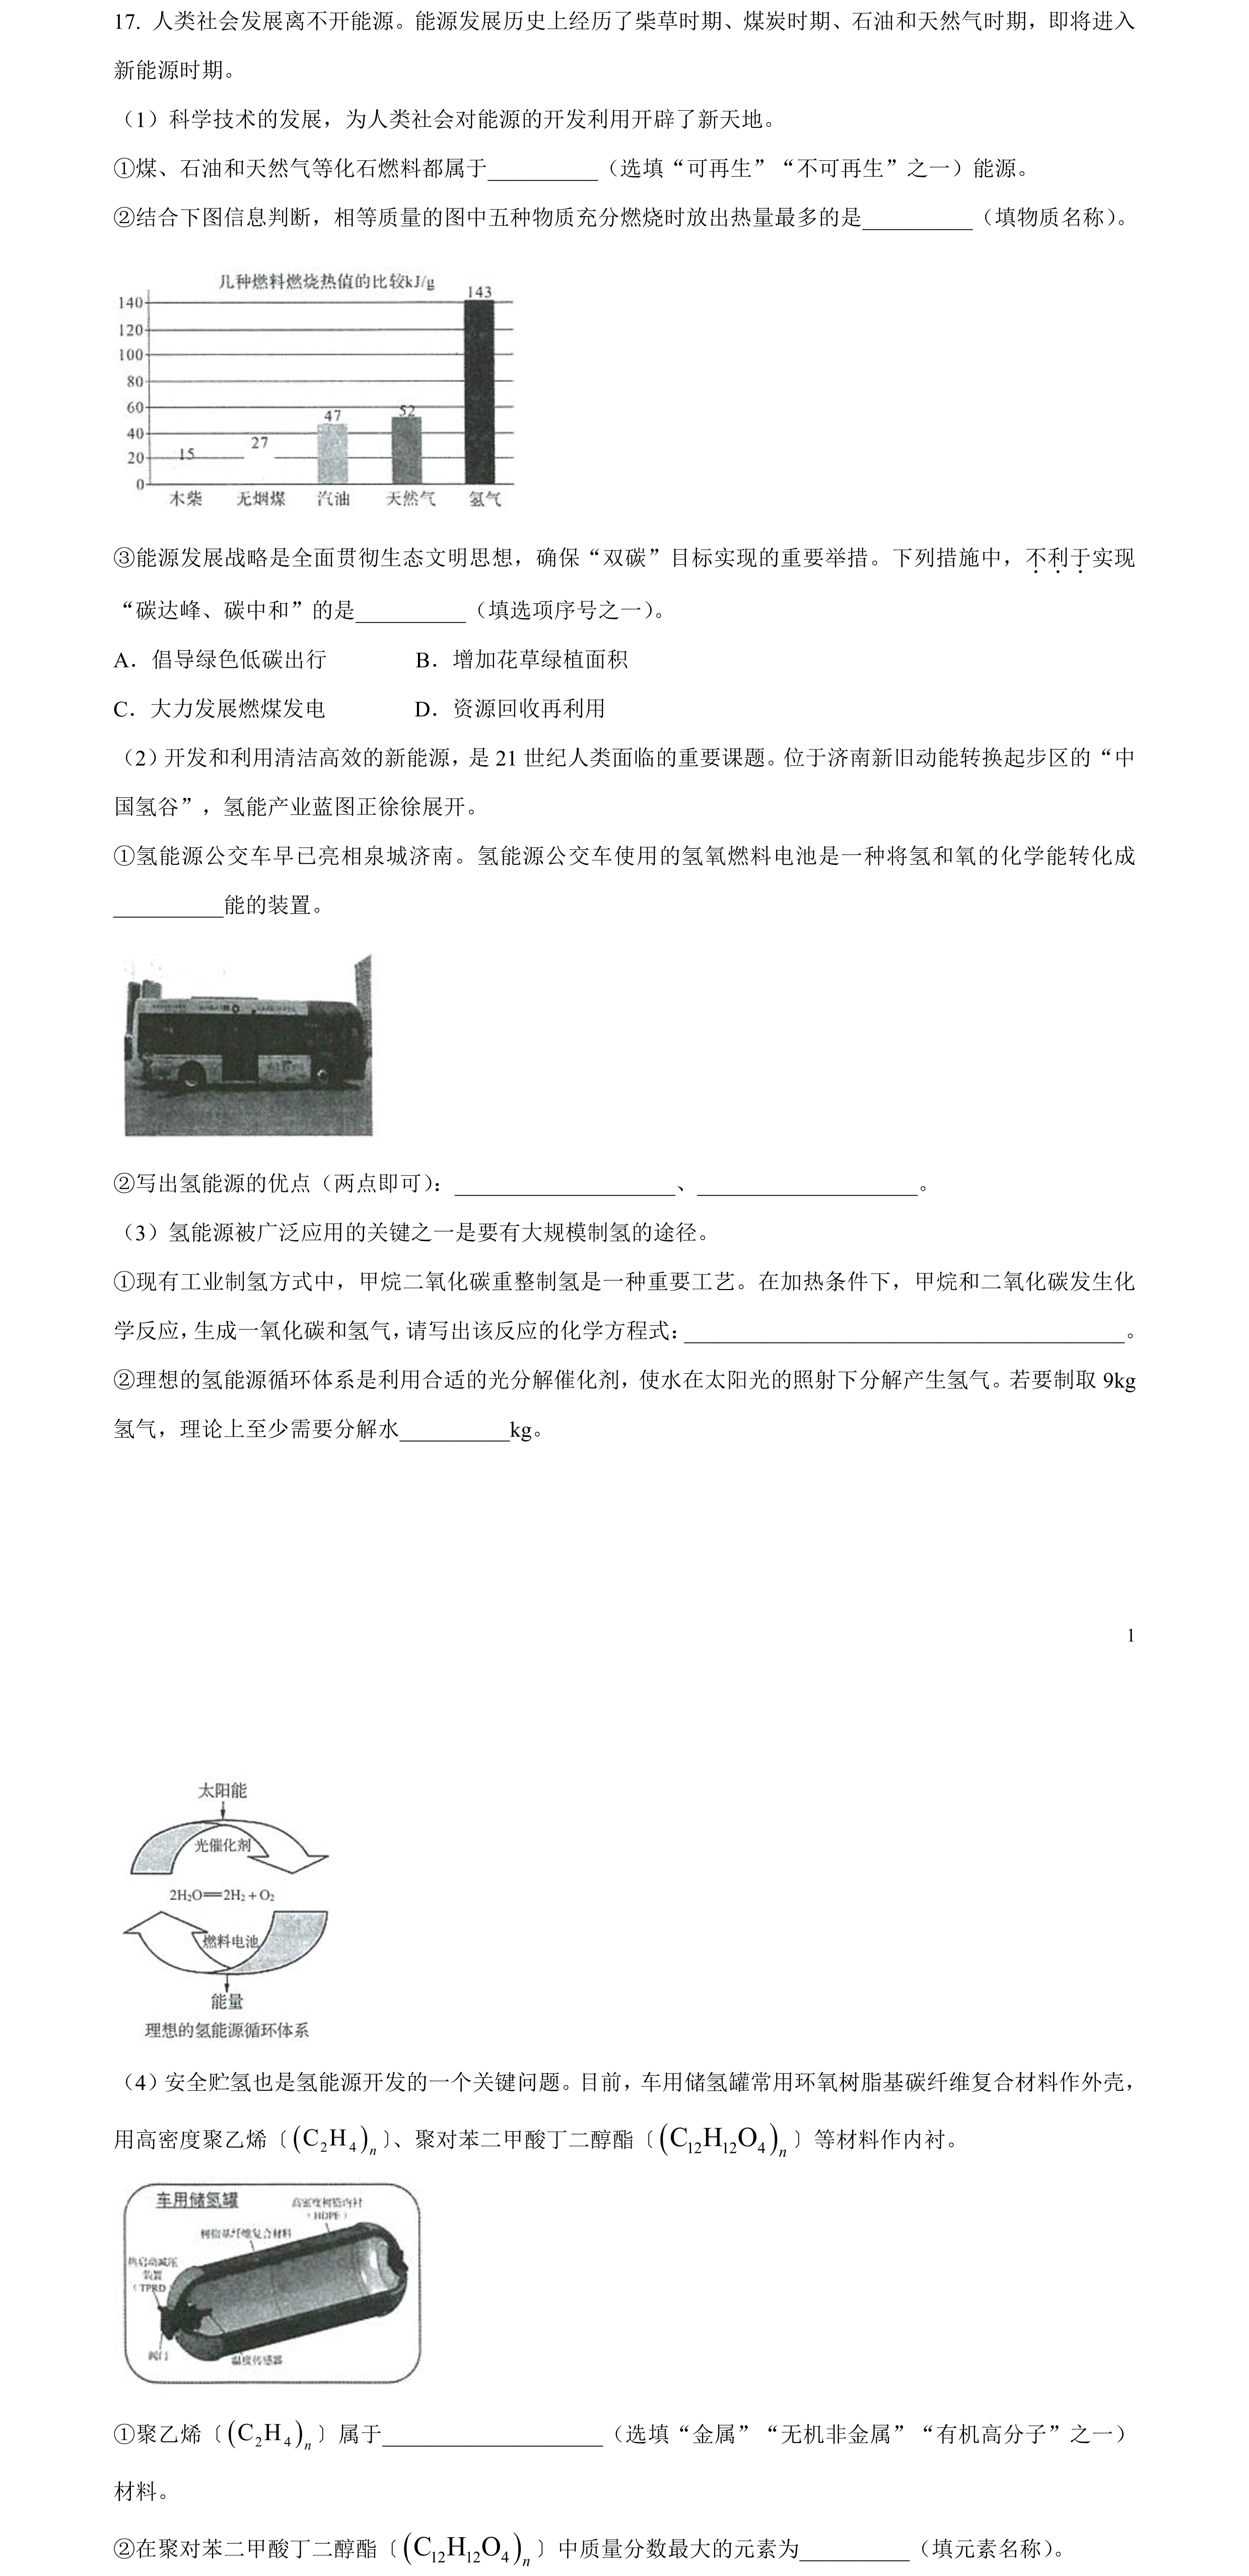 17. 人类社会发展离不开能源。能源发展历史上经历了柴草时期、煤炭时期、石油和天然气时期，即将进入
新能源时期。
（1）科学技术的发展，为人类社会对能源的开发利用开辟了新天地。
①煤、石油和天然气等化石燃料都属于__________（选填“可再生”“不可再生”之一）能源。
②结合下图信息判断，相等质量的图中五种物质充分燃烧时放出热量最多的是__________（填物质名称）。
几种燃料燃烧热值的比较kJ/g
143
140
120
100
80
60
52
47
40
27
20
15
0
木柴 无烟煤 汽油 天然气 氢气
③能源发展战略是全面贯彻生态文明思想，确保“双碳”目标实现的重要举措。下列措施中，不利于实现
“碳达峰、碳中和”的是__________（填选项序号之一）。
A．倡导绿色低碳出行 B．增加花草绿植面积
C．大力发展燃煤发电 D．资源回收再利用
（2）开发和利用清洁高效的新能源，是 21 世纪人类面临的重要课题。位于济南新旧动能转换起步区的“中
国氢谷”，氢能产业蓝图正徐徐展开。
①氢能源公交车早已亮相泉城济南。氢能源公交车使用的氢氧燃料电池是一种将氢和氧的化学能转化成
__________能的装置。
②写出氢能源的优点（两点即可）：____________________、____________________。
（3）氢能源被广泛应用的关键之一是要有大规模制氢的途径。
①现有工业制氢方式中，甲烷二氧化碳重整制氢是一种重要工艺。在加热条件下，甲烷和二氧化碳发生化
学反应，生成一氧化碳和氢气，请写出该反应的化学方程式：________________________________________。
②理想的氢能源循环体系是利用合适的光分解催化剂，使水在太阳光的照射下分解产生氢气。若要制取 9kg
氢气，理论上至少需要分解水__________kg。
1
太阳能
光催化剂
2H₂O══2H₂ + O₂
燃料电池
能量
理想的氢能源循环体系
（4）安全贮氢也是氢能源开发的一个关键问题。目前，车用储氢罐常用环氧树脂基碳纤维复合材料作外壳，
用高密度聚乙烯〔(C₂H₄)ₙ〕、聚对苯二甲酸丁二醇酯〔(C₁₂H₁₂O₄)ₙ〕等材料作内衬。
车用储氢罐
高密度树脂内衬
（HDPE）
树脂基纤维复合材料
热启动减压
装置
（TPRD）
阀门
温度传感器
①聚乙烯〔(C₂H₄)ₙ〕属于____________________（选填“金属”“无机非金属”“有机高分子”之一）
材料。
②在聚对苯二甲酸丁二醇酯〔(C₁₂H₁₂O₄)ₙ〕中质量分数最大的元素为__________（填元素名称）。